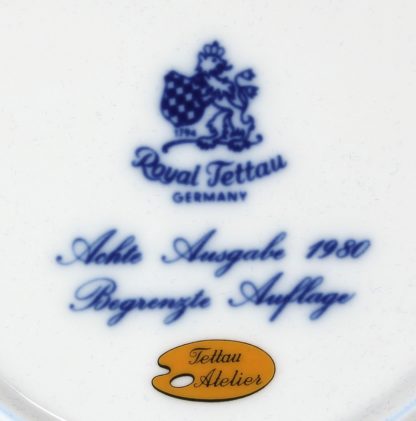 1794
Royal Tettau
GERMANY
Achte Ausgabe 1980
Begrenzte Auflage
Tettau
Atelier